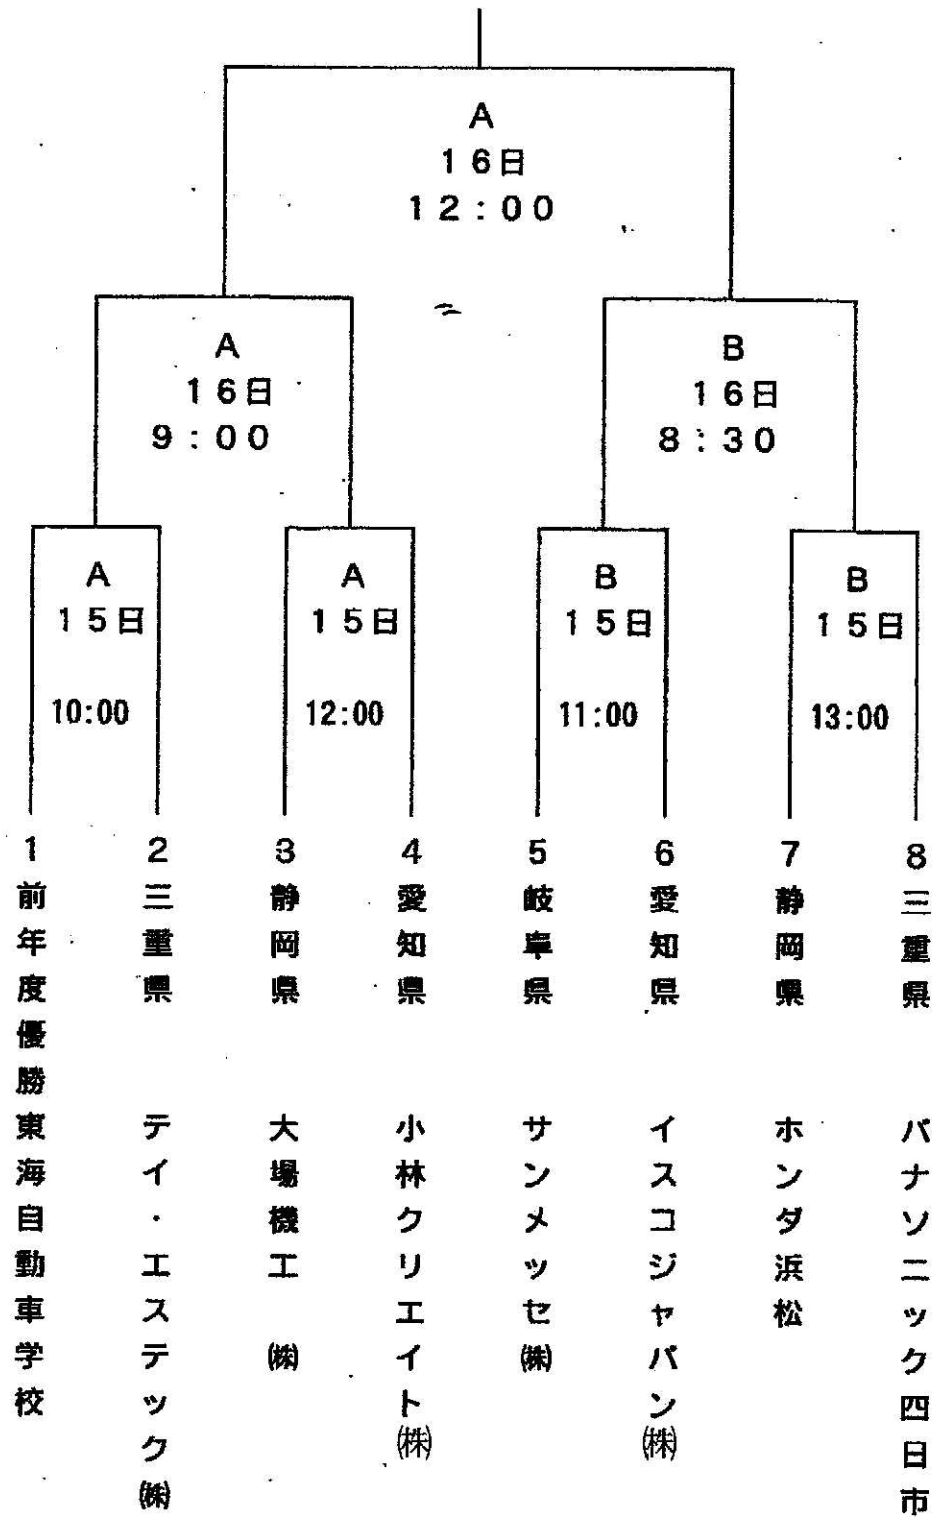 A
16日
12:00
A
16日
9:00
B
16日
8:30
A
15日
10:00
A
15日
12:00
B
15日
11:00
B
15日
13:00
1 前年度優勝東海自動車学校
2 三重県 テイ・エステック㈱
3 静岡県 大場機工 ㈱
4 愛知県 小林クリエイト㈱
5 岐阜県 サンメッセ㈱
6 愛知県 イスコジャパン㈱
7 静岡県 ホンダ浜松
8 三重県 パナソニック四日市